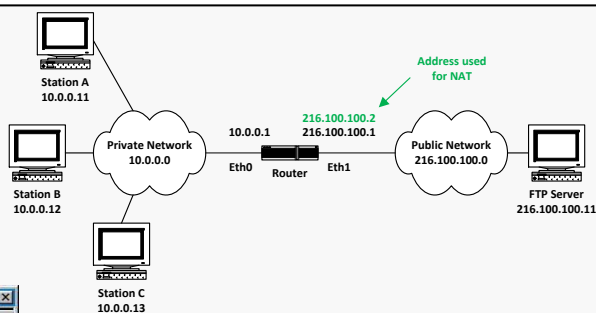 Station A
10.0.0.11
Station B
10.0.0.12
Station C
10.0.0.13
Private Network
10.0.0.0
10.0.0.1
Eth0
Router
Eth1
Address used
for NAT
216.100.100.2
216.100.100.1
Public Network
216.100.100.0
FTP Server
216.100.100.11